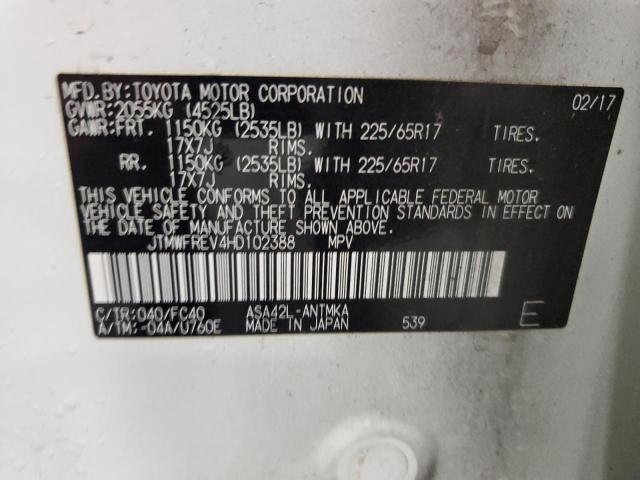 MFD. BY: TOYOTA MOTOR CORPORATION 02/17
GVWR: 2055KG (4525LB)
GAWR: FRT. 1150KG (2535LB) WITH 225/65R17 TIRES.
17X7J RIMS.
RR. 1150KG (2535LB) WITH 225/65R17 TIRES.
17X7J RIMS.
THIS VEHICLE CONFORMS TO ALL APPLICABLE FEDERAL MOTOR
VEHICLE SAFETY AND THEFT PREVENTION STANDARDS IN EFFECT ON
THE DATE OF MANUFACTURE SHOWN ABOVE.
JTMWFREV4HD102388 MPV
C/TR: 040/FC40 ASA42L-ANTMKA
A/TM: -04A/U760E MADE IN JAPAN 539 E